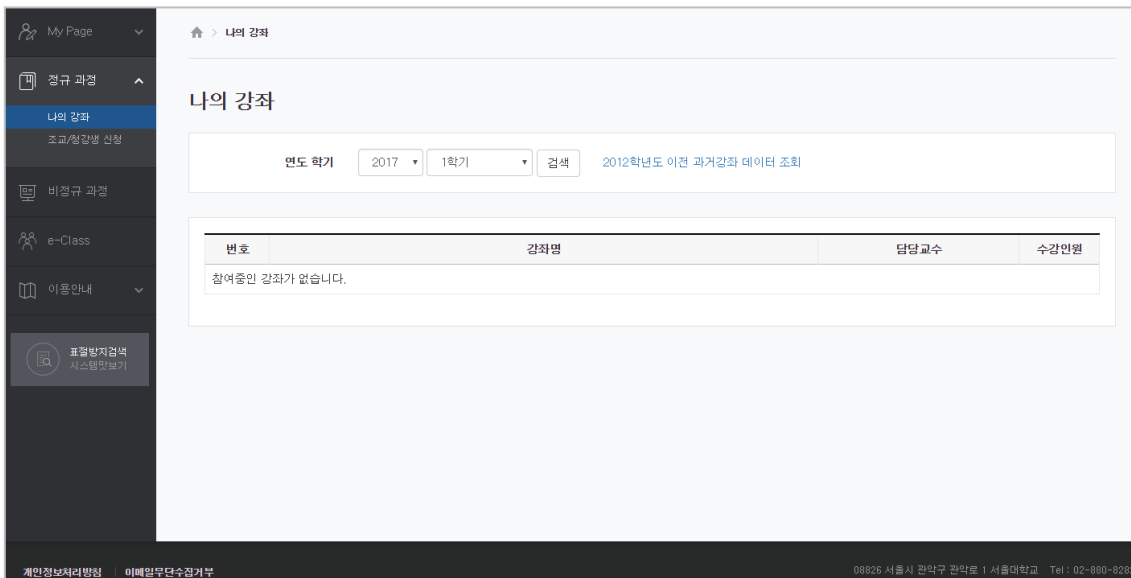 My Page
정규 과정
나의 강좌
조교/청강생 신청
비정규 과정
e-Class
이용안내
표절방지검색
시스템맛보기
> 나의 강좌
나의 강좌
연도 학기 2017 1학기 검색 2012학년도 이전 과거강좌 데이터 조회
번호 강좌명 담당교수 수강인원
참여중인 강좌가 없습니다.
개인정보처리방침 | 이메일무단수집거부
08826 서울시 관악구 관악로 1 서울대학교 Tel : 02-880-828